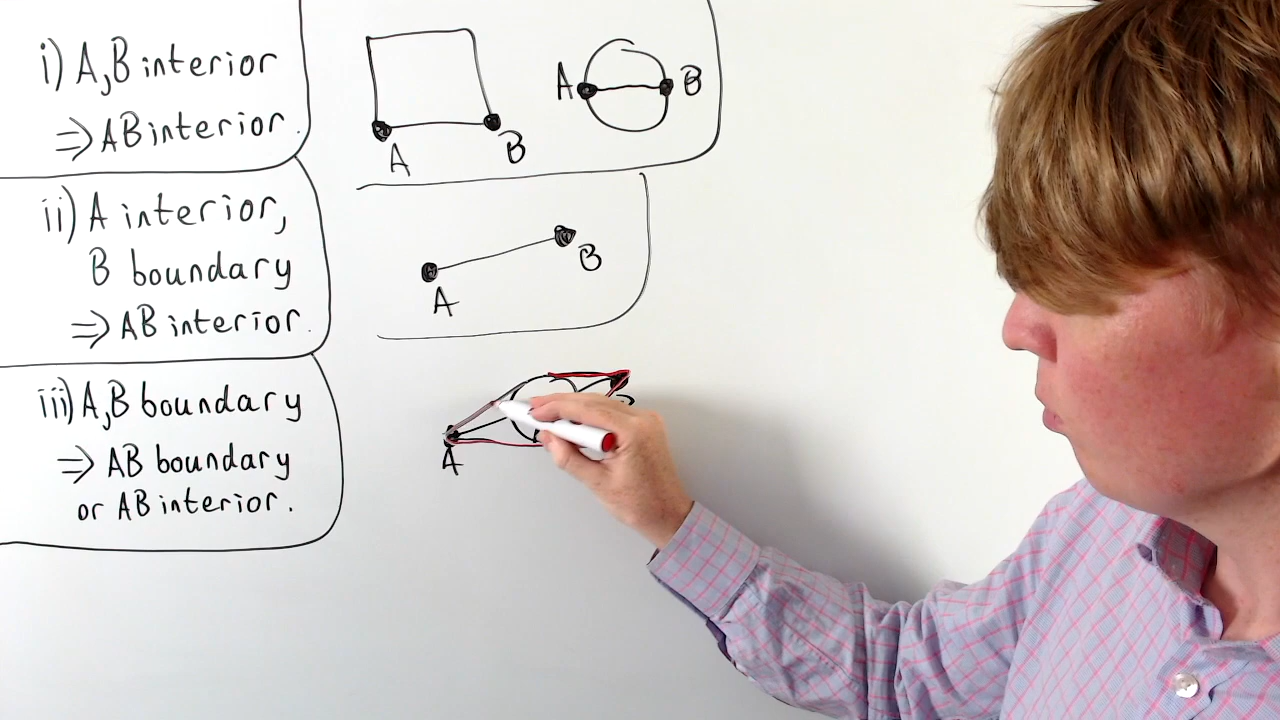 i) A,B interior
⇒ AB interior.
A
B
A
B
ii) A interior,
B boundary
⇒ AB interior.
A
B
iii) A,B boundary
⇒ AB boundary
or AB interior.
A